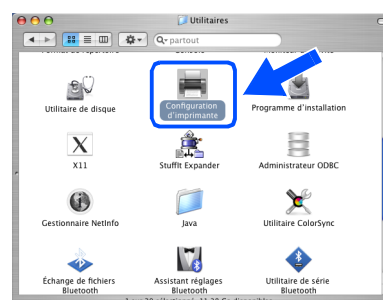 Utilitaires
partout
Utilitaire de disque
Configuration
d'imprimante
Programme d'installation
X11
StuffIt Expander
Administrateur ODBC
Gestionnaire NetInfo
Java
Utilitaire ColorSync
Échange de fichiers
Bluetooth
Assistant réglages
Bluetooth
Utilitaire de série
Bluetooth